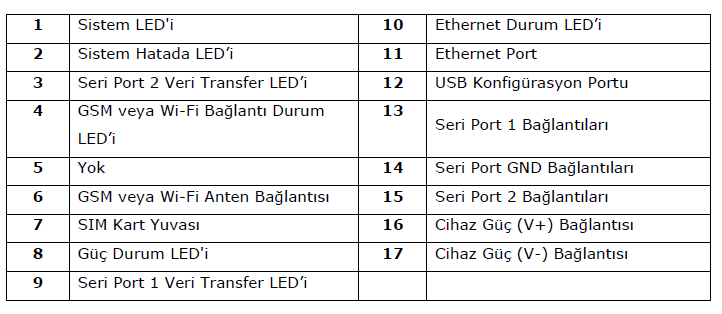 1 Sistem LED'i 10 Ethernet Durum LED’i
2 Sistem Hatada LED’i 11 Ethernet Port
3 Seri Port 2 Veri Transfer LED’i 12 USB Konfigürasyon Portu
4 GSM veya Wi-Fi Bağlantı Durum 13
LED’i Seri Port 1 Bağlantıları
5 Yok 14 Seri Port GND Bağlantıları
6 GSM veya Wi-Fi Anten Bağlantısı 15 Seri Port 2 Bağlantıları
7 SIM Kart Yuvası 16 Cihaz Güç (V+) Bağlantısı
8 Güç Durum LED'i 17 Cihaz Güç (V-) Bağlantısı
9 Seri Port 1 Veri Transfer LED’i